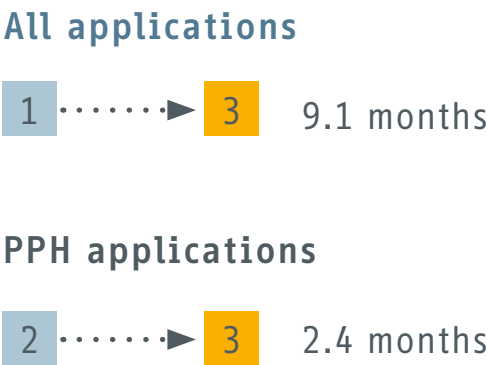 All applications
1 3 9.1 months
PPH applications
2 3 2.4 months